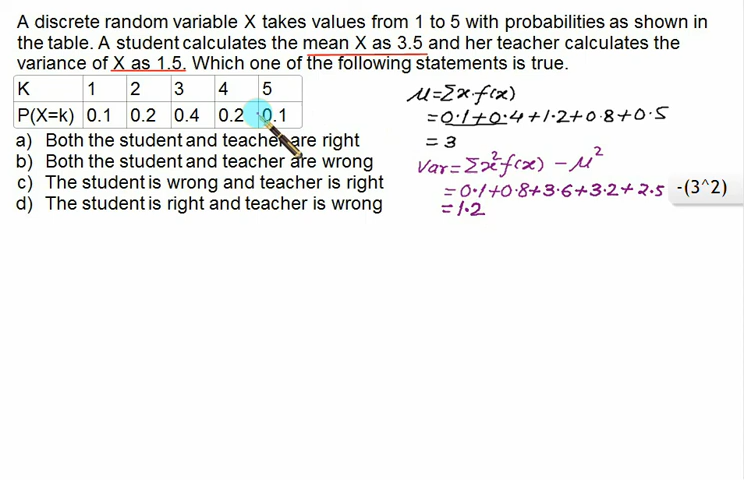 A discrete random variable X takes values from 1 to 5 with probabilities as shown in
the table. A student calculates the mean X as 3.5 and her teacher calculates the
variance of X as 1.5. Which one of the following statements is true.
K 1 2 3 4 5
P(X=k) 0.1 0.2 0.4 0.2 0.1
a) Both the student and teacher are right
b) Both the student and teacher are wrong
c) The student is wrong and teacher is right
d) The student is right and teacher is wrong
μ=Σx.f(x)
=0.1+0.4+1.2+0.8+0.5
= 3
Var=Σx²f(x) - μ²
=0.1+0.8+3.6+3.2+2.5 -(3^2)
=1.2